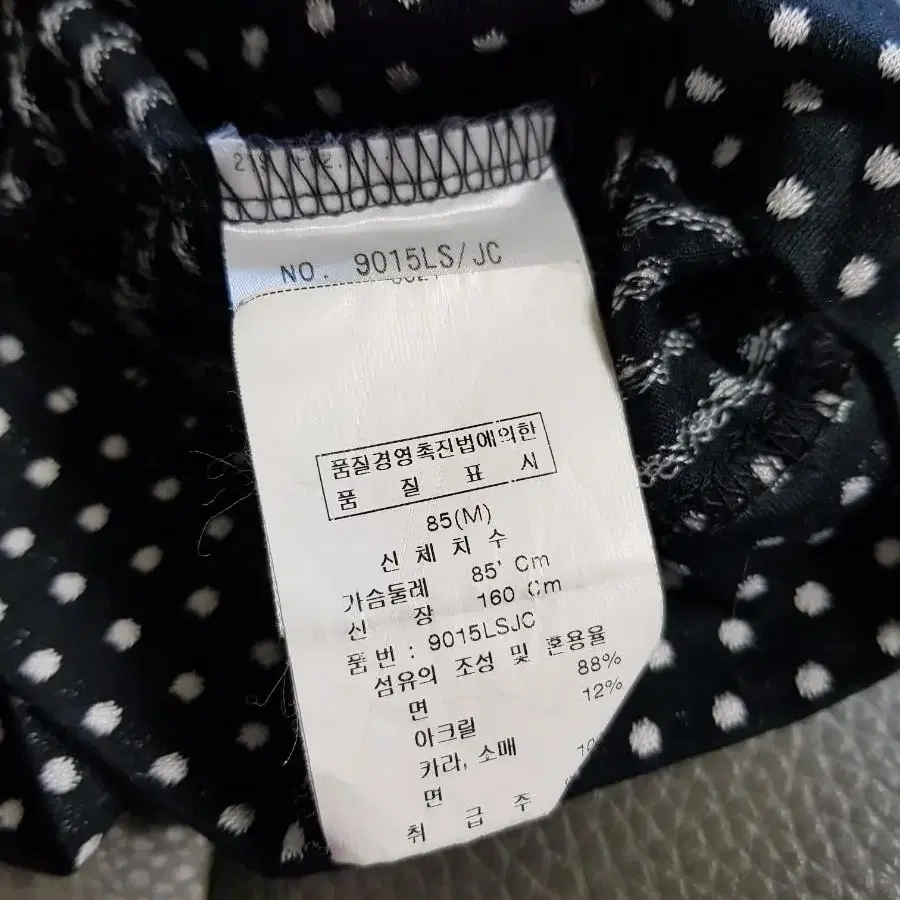 NO. 9015LS/JC
품질경영촉진법에의한
품 질 표 시
85(M)
신 체 치 수
가슴둘레 85' Cm
신 장 160 Cm
품 번 : 9015LSJC
섬유의 조성 및 혼용율
면 88%
아크릴 12%
카라, 소매
면
취 급 주